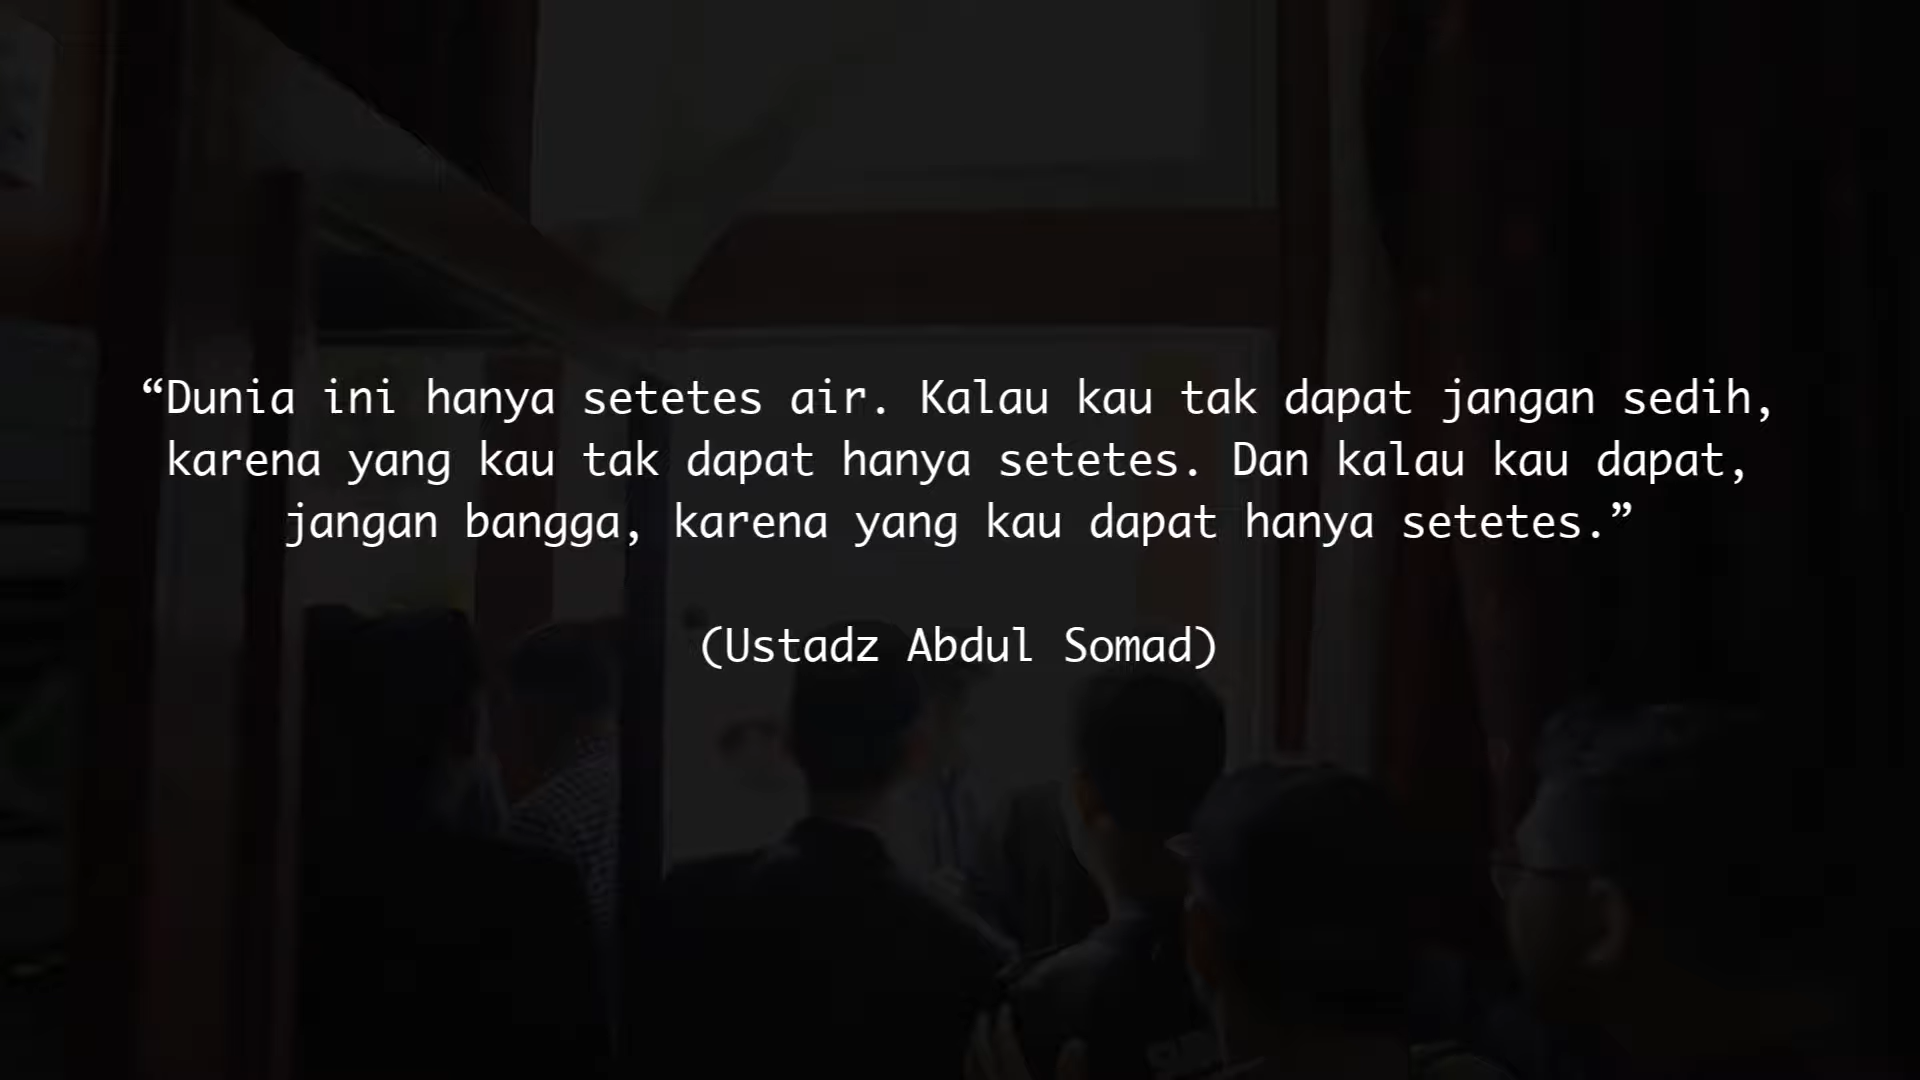 “Dunia ini hanya setetes air. Kalau kau tak dapat jangan sedih,
karena yang kau tak dapat hanya setetes. Dan kalau kau dapat,
jangan bangga, karena yang kau dapat hanya setetes.”
(Ustadz Abdul Somad)